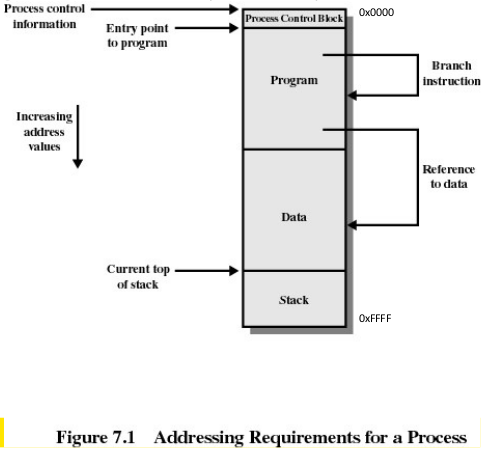 Process control
information
Process Control Block
0x0000
Entry point
to program
Program
Branch
instruction
Increasing
address
values
Reference
to data
Data
Current top
of stack
Stack
0xFFFF
Figure 7.1 Addressing Requirements for a Process